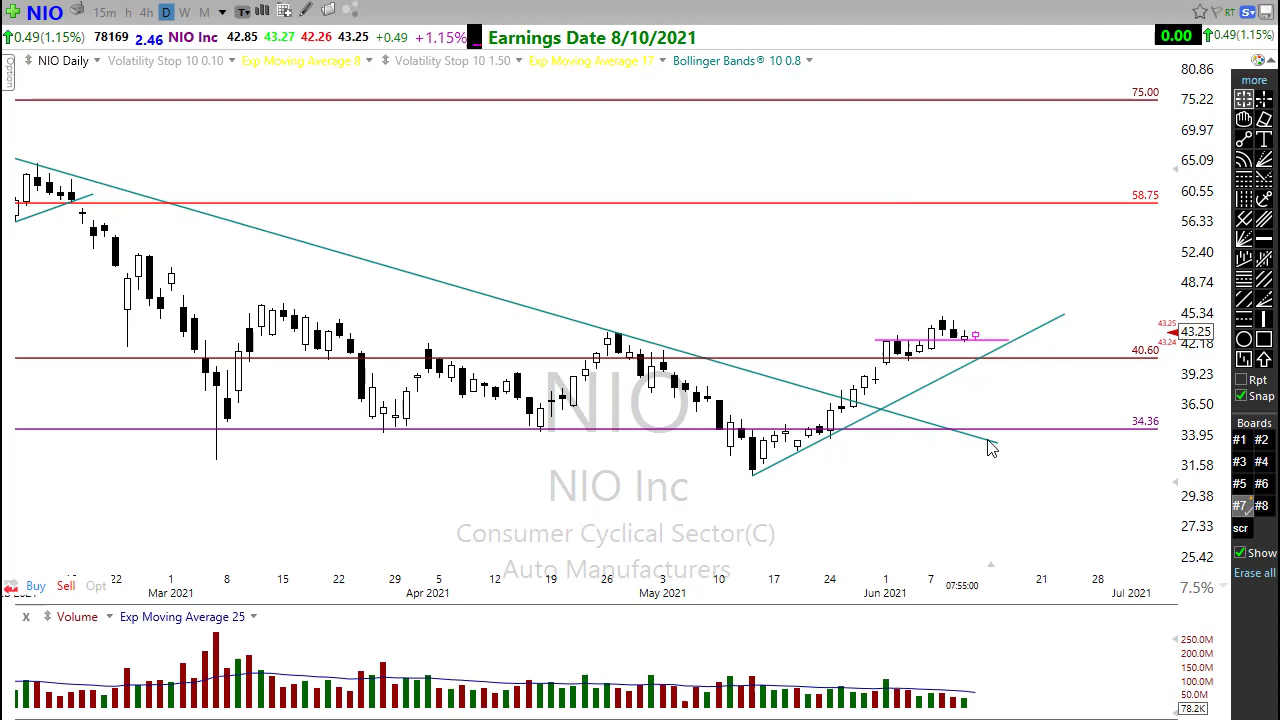 NIO 15m h 4h D W M T RT S
0.49(1.15%) 78169 2.46 NIO Inc 42.85 43.27 42.26 43.25 +0.49 +1.15% Earnings Date 8/10/2021 0.00 0.49(1.15%)
Option
NIO Daily Volatility Stop 10 0.10 Exp Moving Average 8 Volatility Stop 10 1.50 Exp Moving Average 17 Bollinger Bands® 10 0.8
80.86
more
75.00
75.22
69.97
65.09
60.55
58.75
56.33
52.40
48.74
45.34
43.25
43.25
43.24
42.18
40.60
39.23
36.50
34.36
33.95
31.58
29.38
27.33
25.42
7.5%
T
Rpt
Snap
Boards
#1 #2
#3 #4
#5 #6
#7 #8
scr
Show
Erase all
NIO
NIO Inc
Consumer Cyclical Sector(C)
Auto Manufacturers
Buy Sell Opt
22 1 8 15 22 29 5 12 19 26 3 10 17 24 1 7 07:55:00 21 28
Mar 2021 Apr 2021 May 2021 Jun 2021 Jul 2021
x Volume Exp Moving Average 25
250.0M
200.0M
150.0M
100.0M
50.0M
78.2K